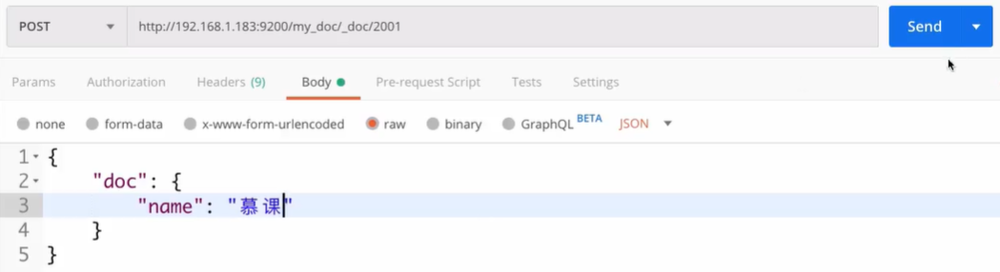 POST http://192.168.1.183:9200/my_doc/_doc/2001 Send
Params Authorization Headers (9) Body Pre-request Script Tests Settings
none form-data x-www-form-urlencoded raw binary GraphQL BETA JSON
1 {
2 "doc": {
3 "name": "慕课"
4 }
5 }